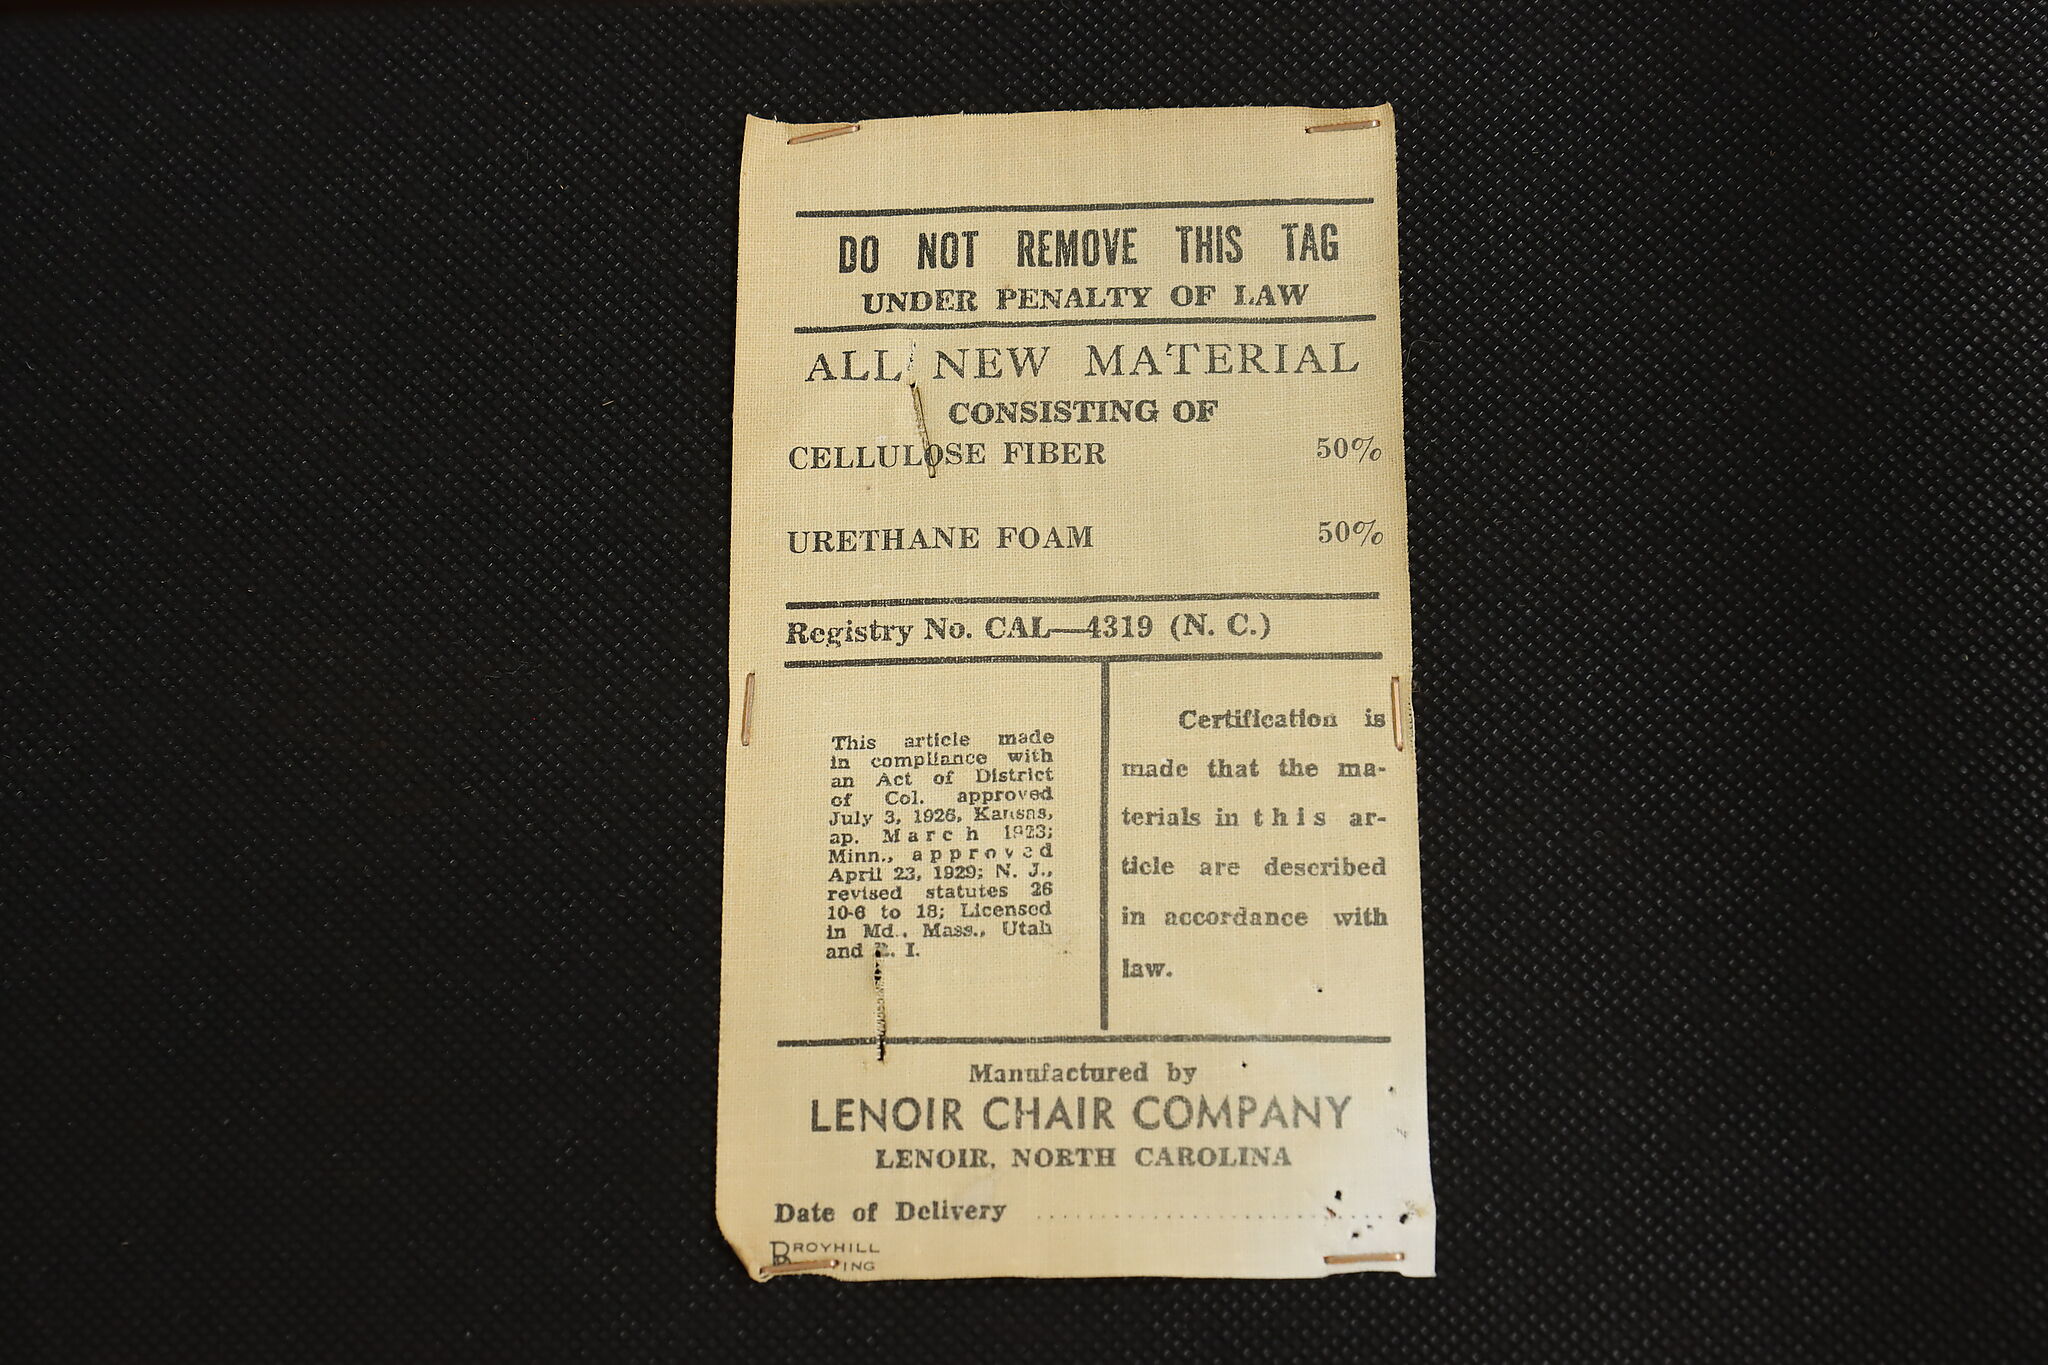 DO NOT REMOVE THIS TAG
UNDER PENALTY OF LAW
ALL NEW MATERIAL
CONSISTING OF
CELLULOSE FIBER 50%
URETHANE FOAM 50%
Registry No. CAL—4319 (N. C.)
This article made
in compliance with
an Act of District
of Col. approved
July 3, 1926, Kansas,
ap. March 1923;
Minn., approved
April 23, 1929; N. J.,
revised statutes 26
10-6 to 18; Licensed
in Md., Mass., Utah
and R. I.
Certification is
made that the ma-
terials in this ar-
ticle are described
in accordance with
law.
Manufactured by
LENOIR CHAIR COMPANY
LENOIR, NORTH CAROLINA
Date of Delivery
BROYHILL